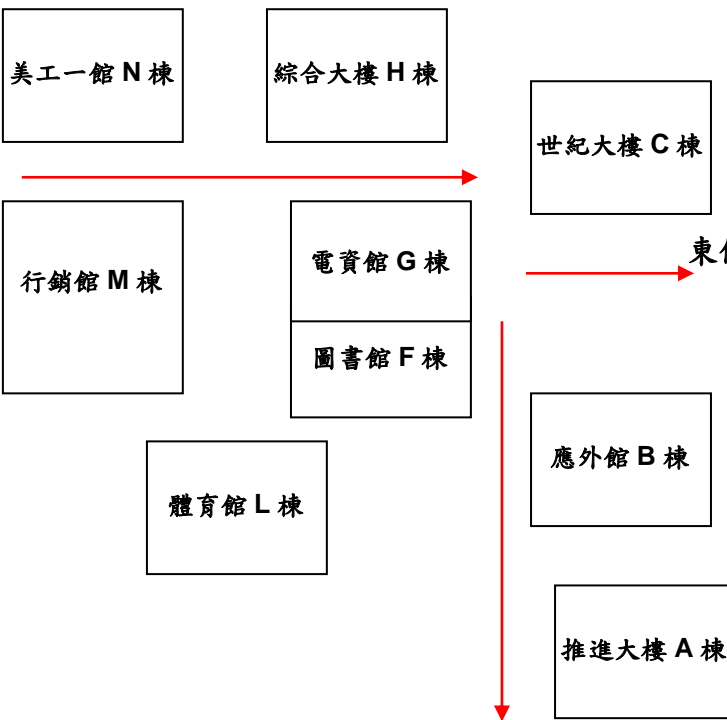 美工一館 N 棟
綜合大樓 H 棟
世紀大樓 C 棟
行銷館 M 棟
電資館 G 棟
東
圖書館 F 棟
應外館 B 棟
體育館 L 棟
推進大樓 A 棟